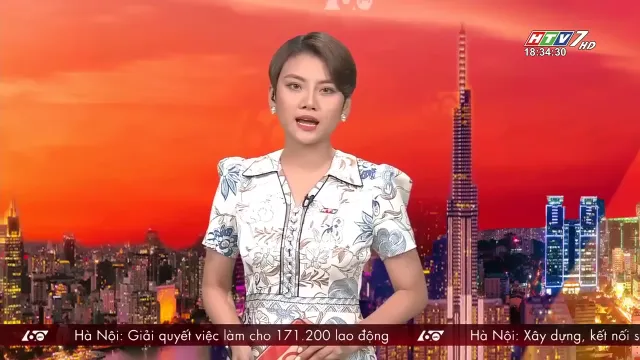 HTV7 HD
18:34:30
Hà Nội: Giải quyết việc làm cho 171.200 lao động 60 Hà Nội: Xây dựng, kết nối